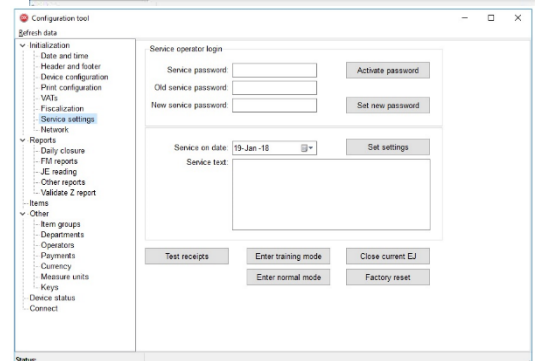 Configuration tool
Refresh data
Initialization
Date and time
Header and footer
Device configuration
Print configuration
VATs
Fiscalization
Service settings
Network
Reports
Daily closure
FM reports
JE reading
Other reports
Validate Z report
Items
Other
Item groups
Departments
Operators
Payments
Currency
Measure units
Keys
Device status
Connect
Service operator login
Service password:
Activate password
Old service password:
New service password:
Set new password
Service on date: 19-Jan -18
Set settings
Service text:
Test receipts
Enter training mode
Close current EJ
Enter normal mode
Factory reset
Status: